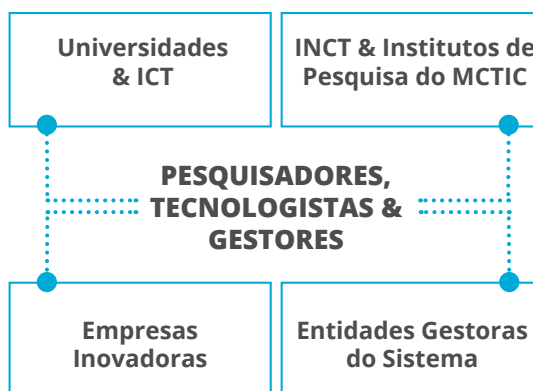 Universidades
& ICT
INCT & Institutos de
Pesquisa do MCTIC
PESQUISADORES,
TECNOLOGISTAS &
GESTORES
Empresas
Inovadoras
Entidades Gestoras
do Sistema